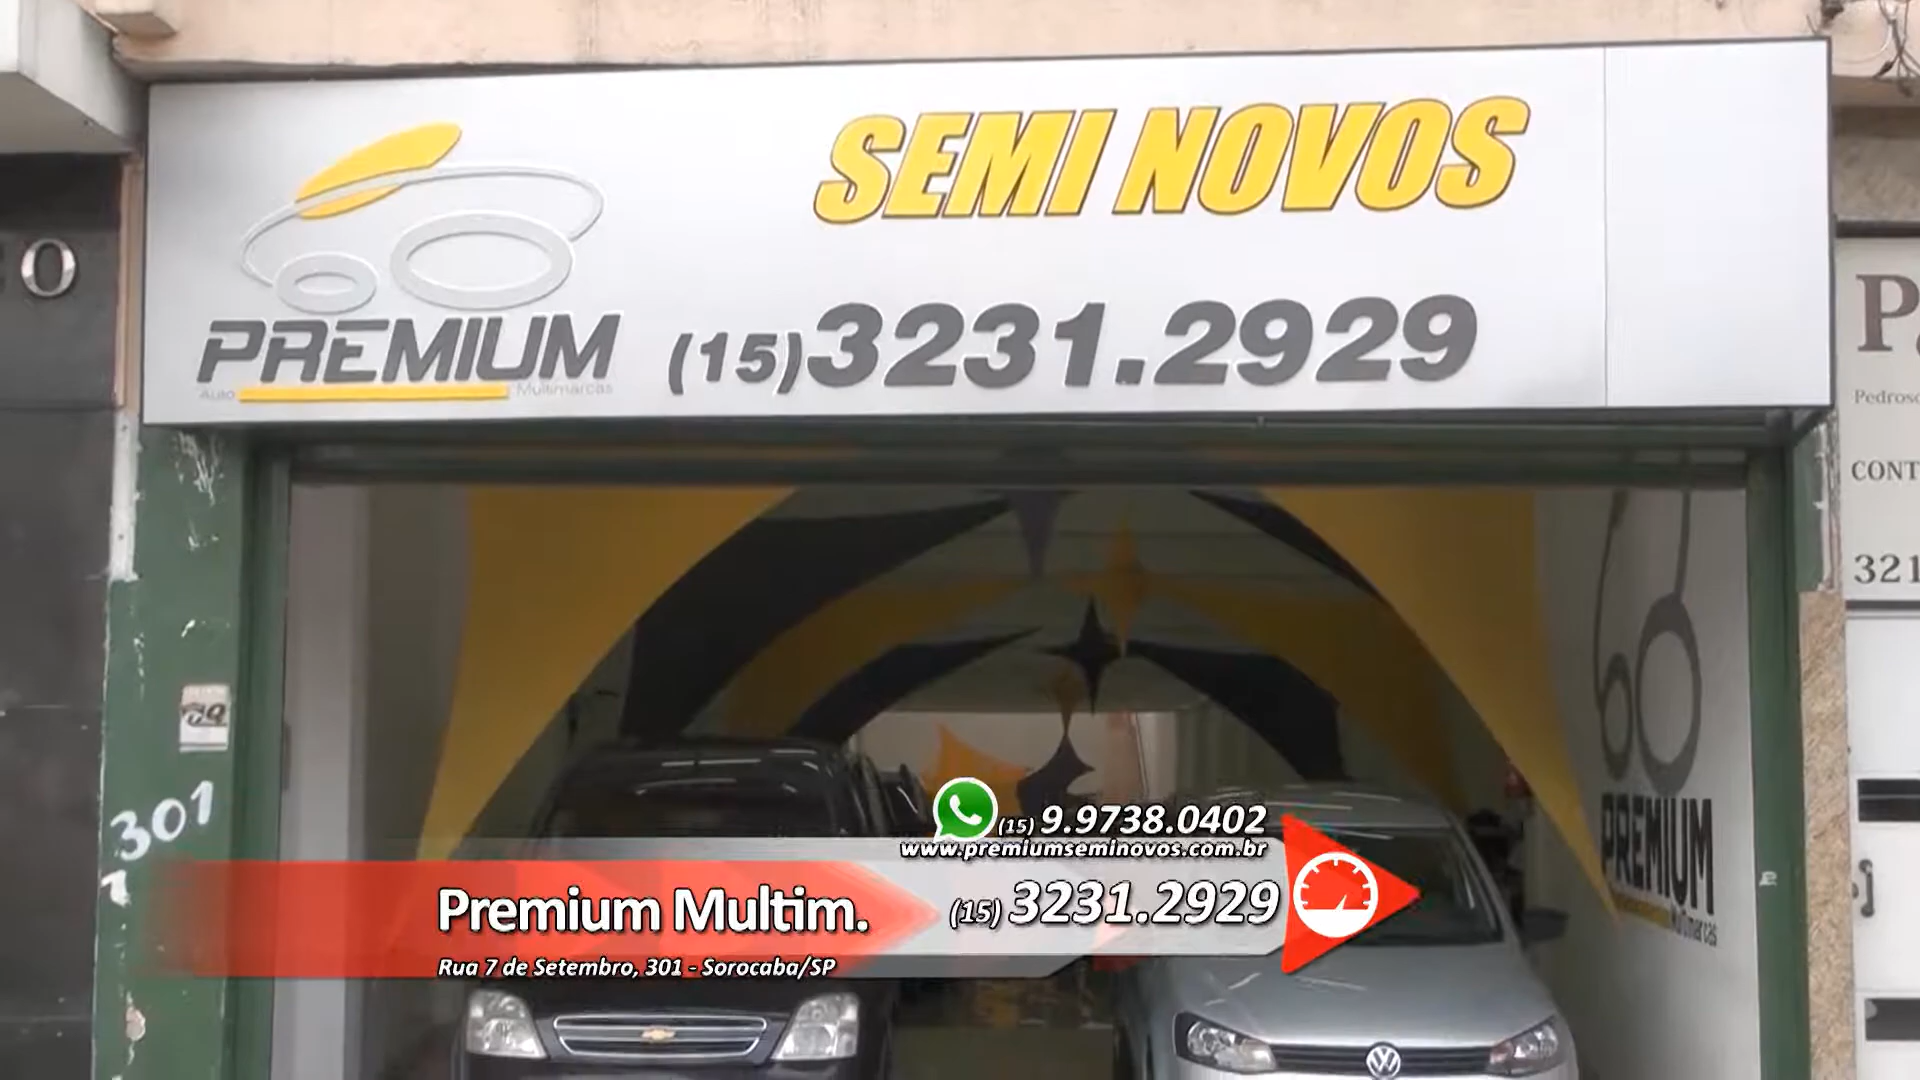 SEMI NOVOS
PREMIUM
Auto Multimarcas
(15)3231.2929
O
Pedroso
CONT
321
301
PREMIUM
Multimarcas
(15) 9.9738.0402
www.premiumseminovos.com.br
Premium Multim.
(15) 3231.2929
Rua 7 de Setembro, 301 - Sorocaba/SP